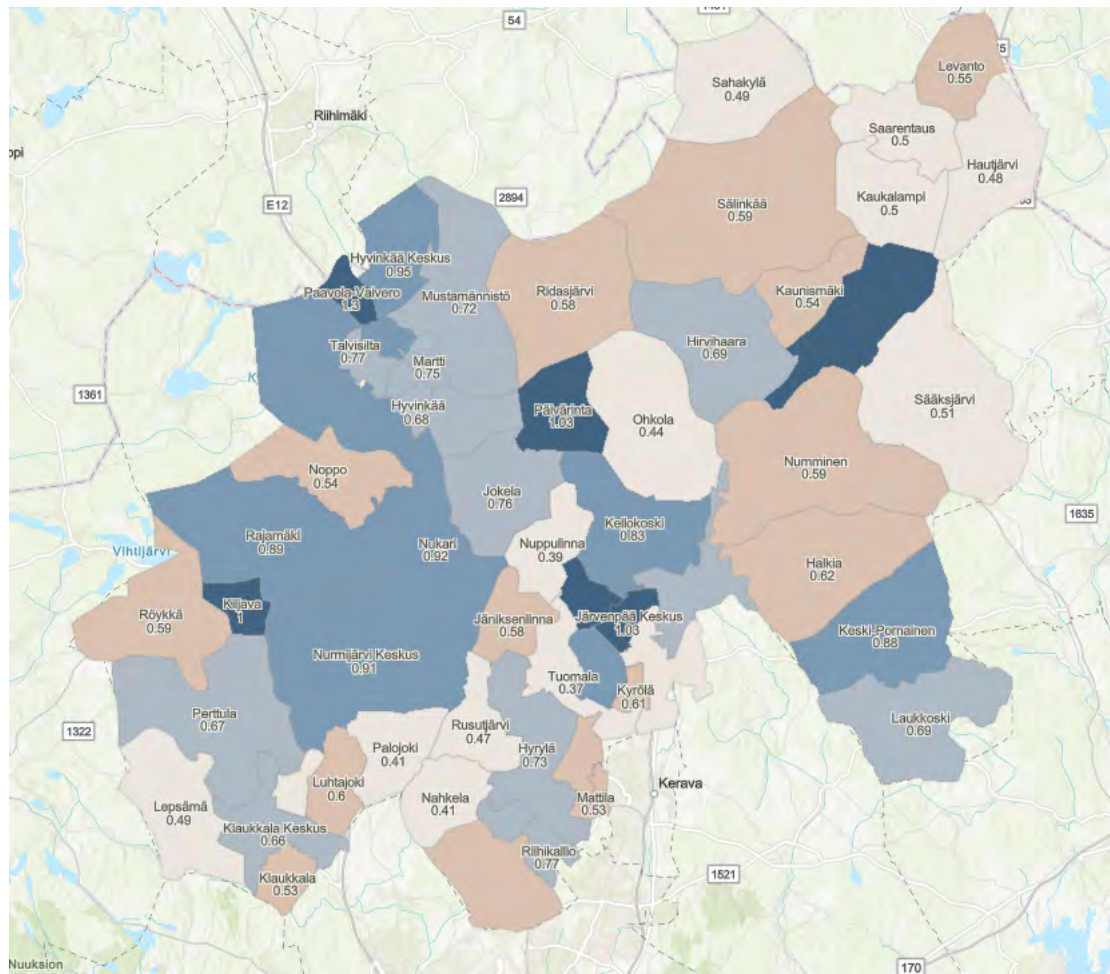 54
Sahakylä
0.49
Levanto
0.55
Riihimäki
Saarentaus
0.5
Hautjärvi
0.48
Kaukalampi
0.5
E12
2894
Sälinkää
0.59
Hyvinkää Keskus
0.95
Paavola-Vaivero
1.3
Mustamännistö
0.72
Ridasjärvi
0.58
Kaunismäki
0.54
Talvisilta
0.77
Martti
0.75
Hirvihaara
0.69
1361
Hyvinkää
0.68
Päivärinta
1.03
Ohkola
0.44
Sääksjärvi
0.51
Noppo
0.54
Numminen
0.59
Jokela
0.76
1635
Rajamäki
0.89
Nukari
0.92
Nuppulinna
0.39
Kellokoski
0.83
Vihtijärvi
Halkia
0.62
Röykkä
0.59
Kiljava
1
Jäniksenlinna
0.58
Järvenpää Keskus
1.03
Keski-Pornainen
0.88
Nurmijärvi Keskus
0.91
Tuomala
0.37
Kyrölä
0.61
Perttula
0.67
1322
Rusutjärvi
0.47
Palojoki
0.41
Hyrylä
0.73
Laukkoski
0.69
Luhtajoki
0.6
Kerava
Lepsämä
0.49
Nahkela
0.41
Mattila
0.53
Klaukkala Keskus
0.66
Riihikallio
0.77
Klaukkala
0.53
1521
Nuuksion
170